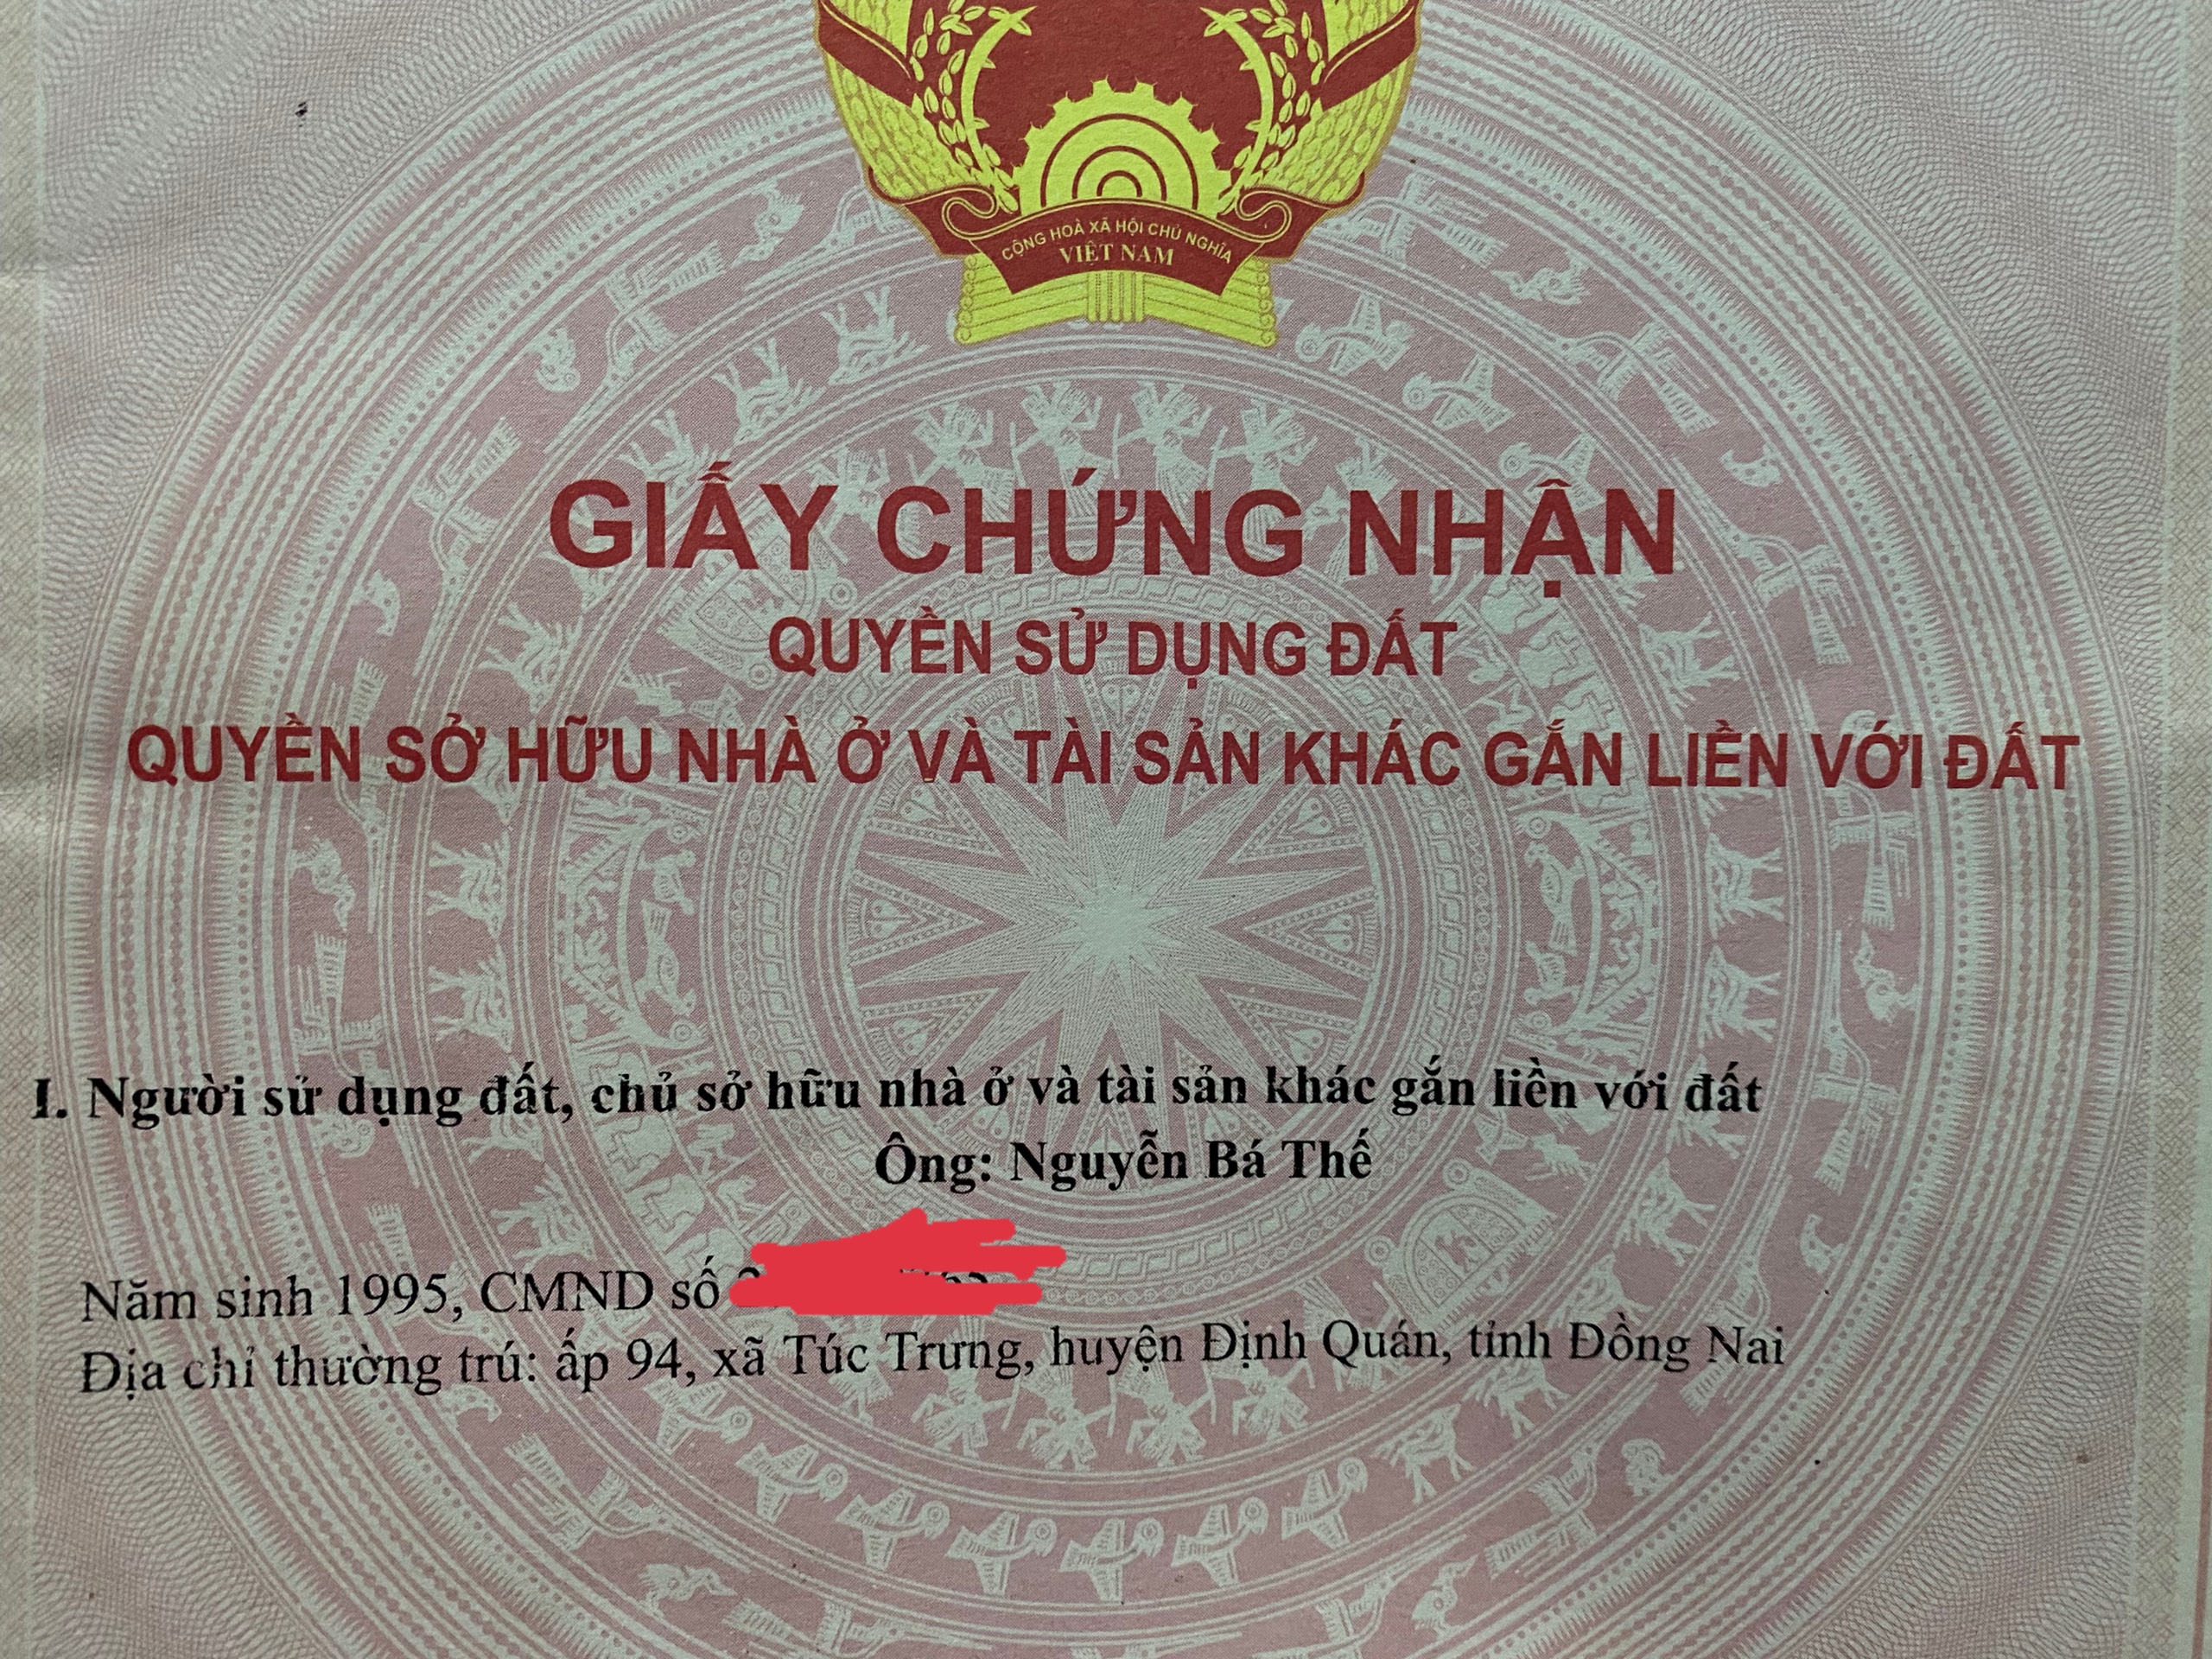 CỘNG HOÀ XÃ HỘI CHỦ NGHĨA
VIỆT NAM
GIẤY CHỨNG NHẬN
QUYỀN SỬ DỤNG ĐẤT
QUYỀN SỞ HỮU NHÀ Ở VÀ TÀI SẢN KHÁC GẮN LIỀN VỚI ĐẤT
I. Người sử dụng đất, chủ sở hữu nhà ở và tài sản khác gắn liền với đất
Ông: Nguyễn Bá Thế
Năm sinh 1995, CMND số
Địa chỉ thường trú: ấp 94, xã Túc Trưng, huyện Định Quán, tỉnh Đồng Nai